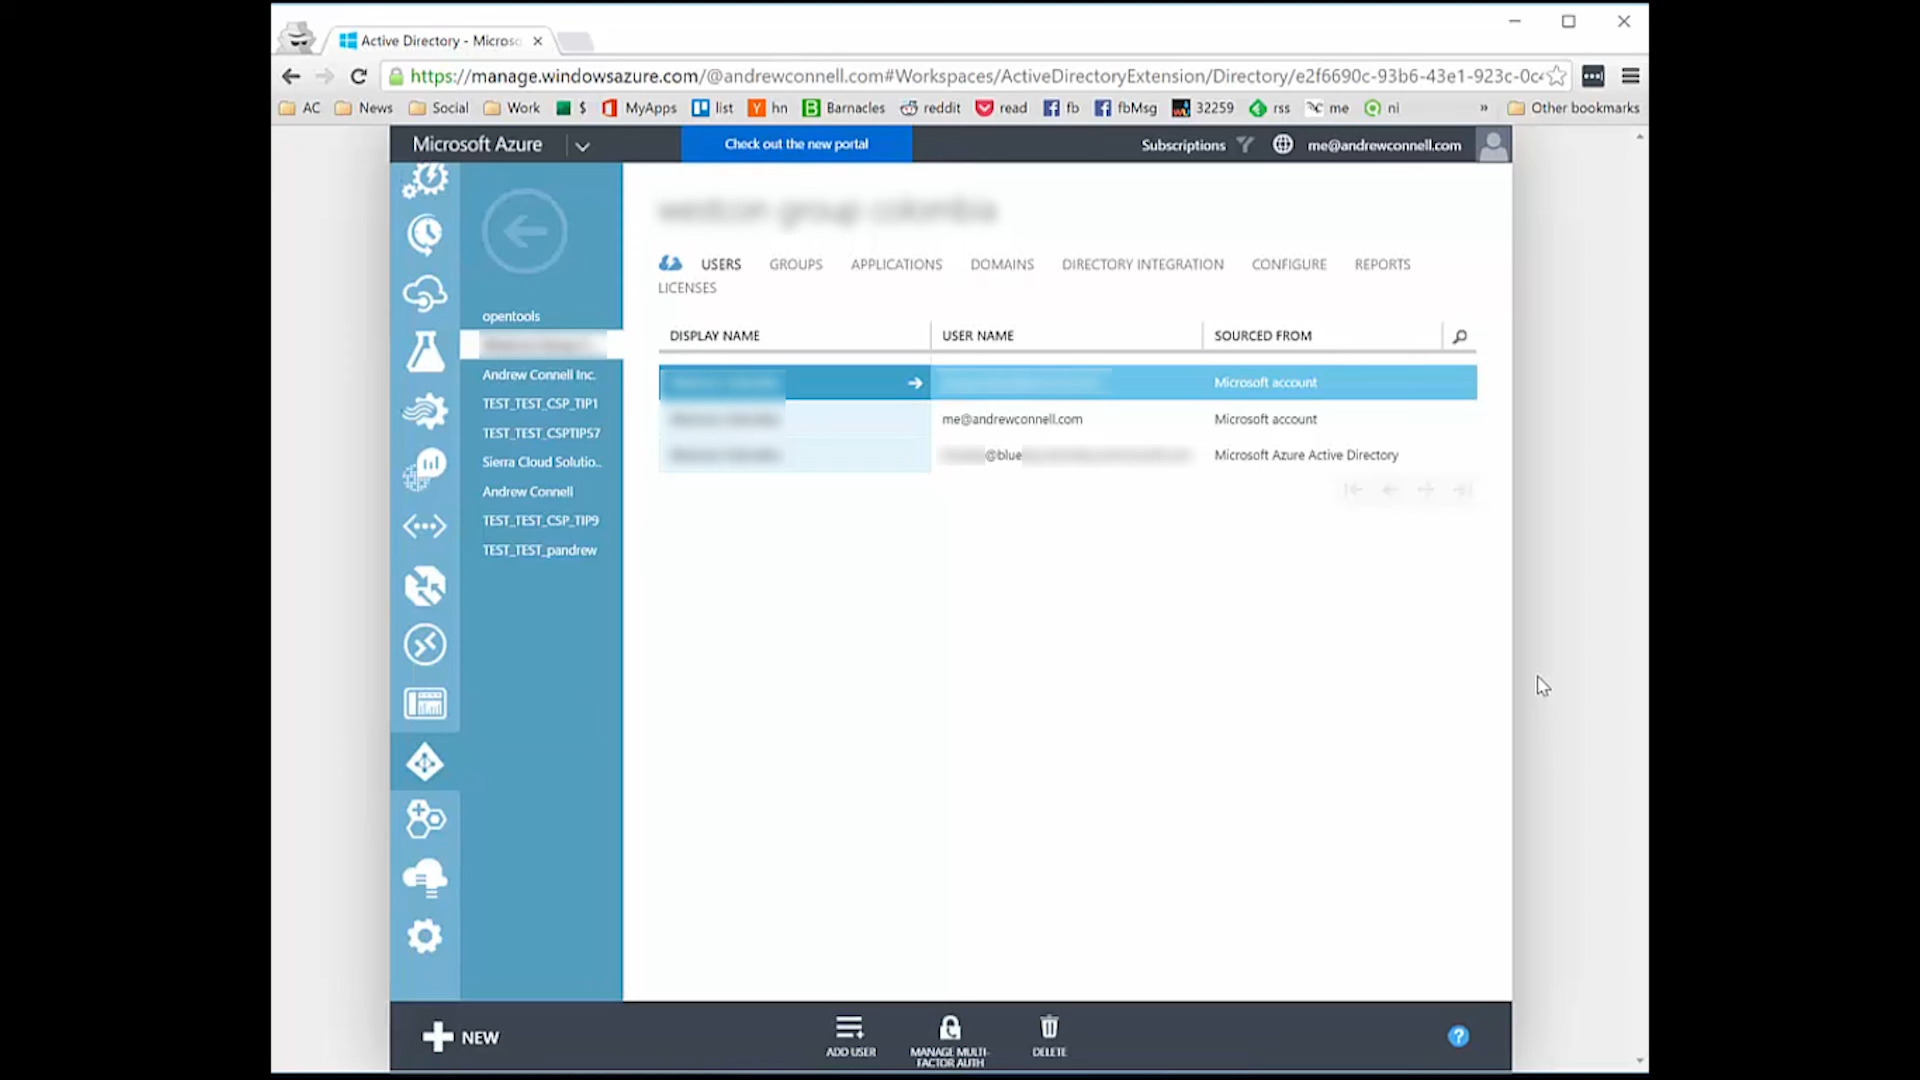 Active Directory - Micros
https://manage.windowsazure.com/@andrewconnell.com#Workspaces/ActiveDirectoryExtension/Directory/e2f6690c-93b6-43e1-923c-0c
AC News Social Work $ MyApps list hn Barnacles reddit read fb fbMsg 32259 rss me ni » Other bookmarks
Microsoft Azure Check out the new portal Subscriptions me@andrewconnell.com
USERS GROUPS APPLICATIONS DOMAINS DIRECTORY INTEGRATION CONFIGURE REPORTS
LICENSES
opentools
Andrew Connell Inc.
TEST_TEST_CSP_TIP1
TEST_TEST_CSPTIPS7
Sierra Cloud Solutio..
Andrew Connell
TEST_TEST_CSP_TIP9
TEST_TEST_pandrew
DISPLAY NAME USER NAME SOURCED FROM
Microsoft account
me@andrewconnell.com Microsoft account
@blue Microsoft Azure Active Directory
NEW
ADD USER
MANAGE MULTI-
FACTOR AUTH
DELETE
?